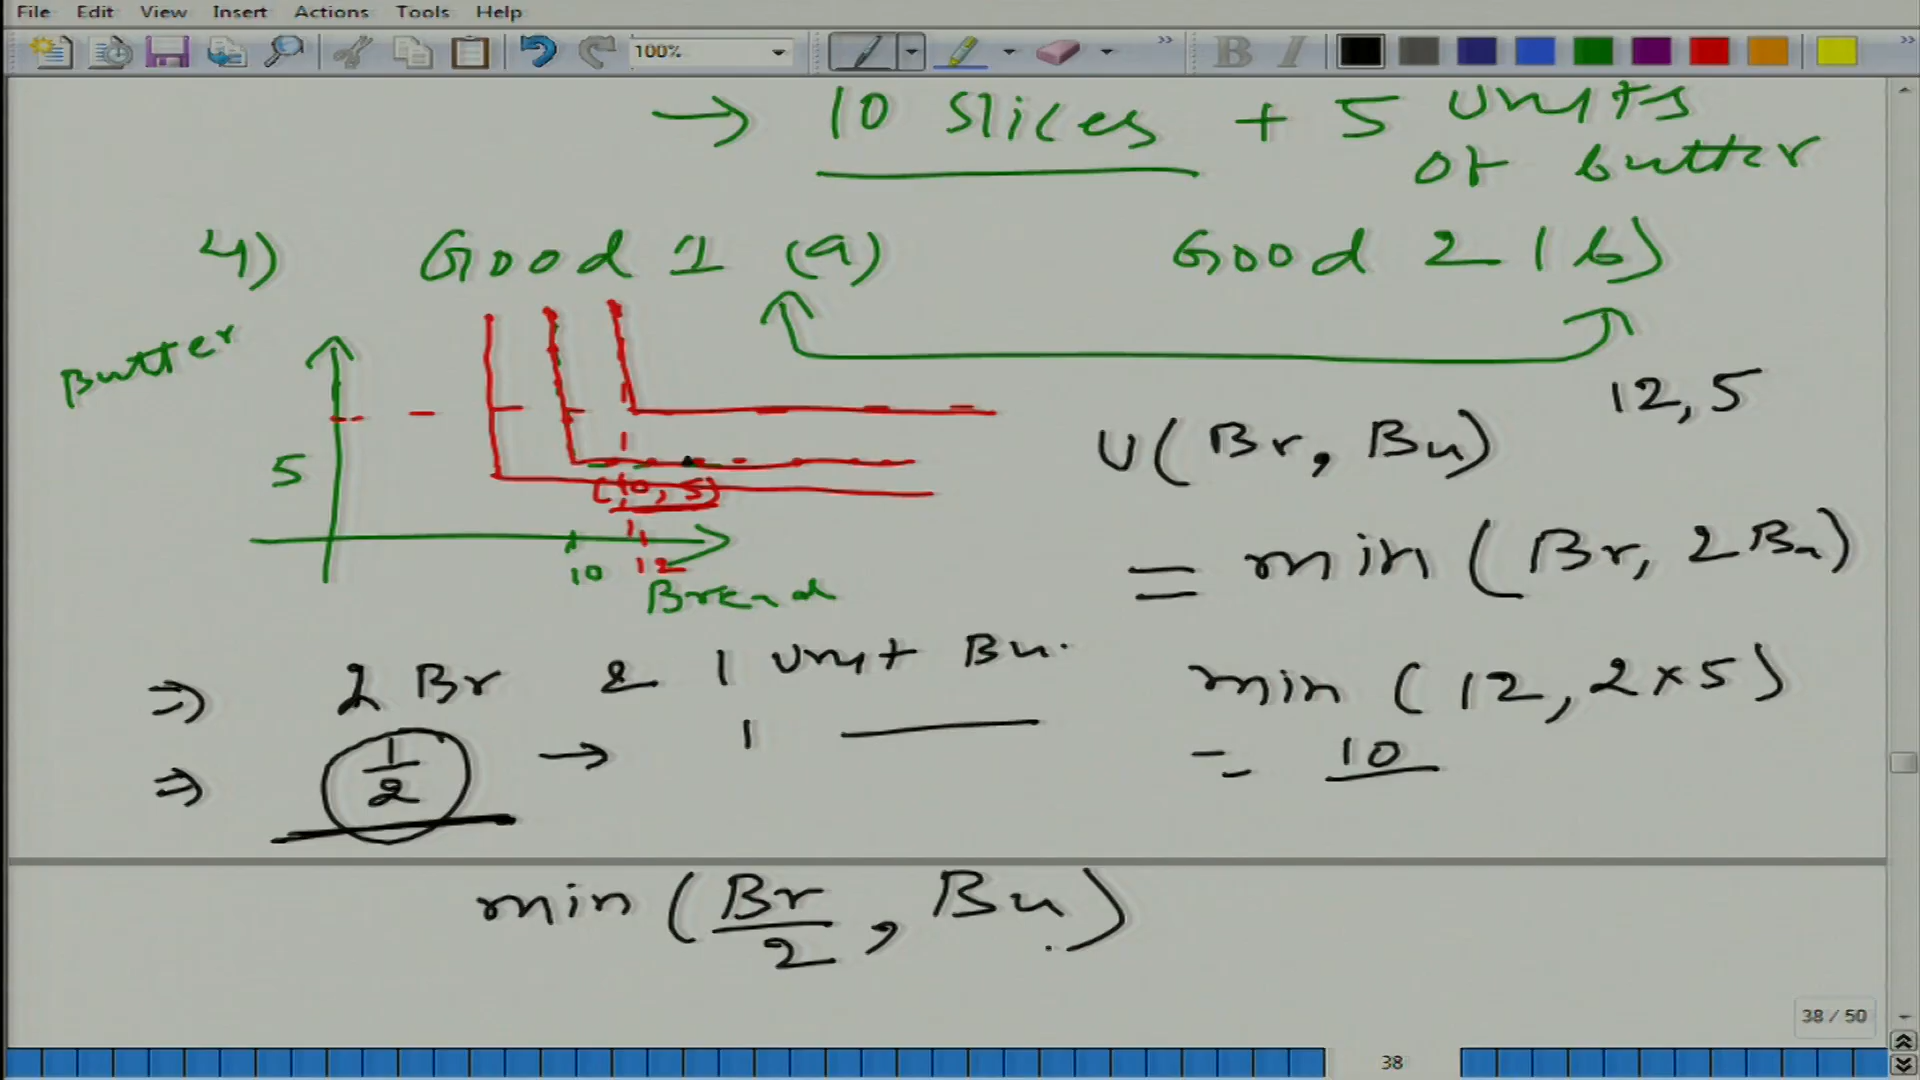 File Edit View Insert Actions Tools Help
100%
→ 10 Slices + 5 units
of butter
4) Good 1 (a) Good 2 (b)
Butter
12, 5
U(Br, Bu)
5
(10, 5)
= min (Br, 2Bu)
10 12
Bread
⇒ 2 Br & 1 unit Bu.
min (12, 2×5)
⇒ 1/2 → 1
= 10
min (Br/2, Bu)
38 / 50
38